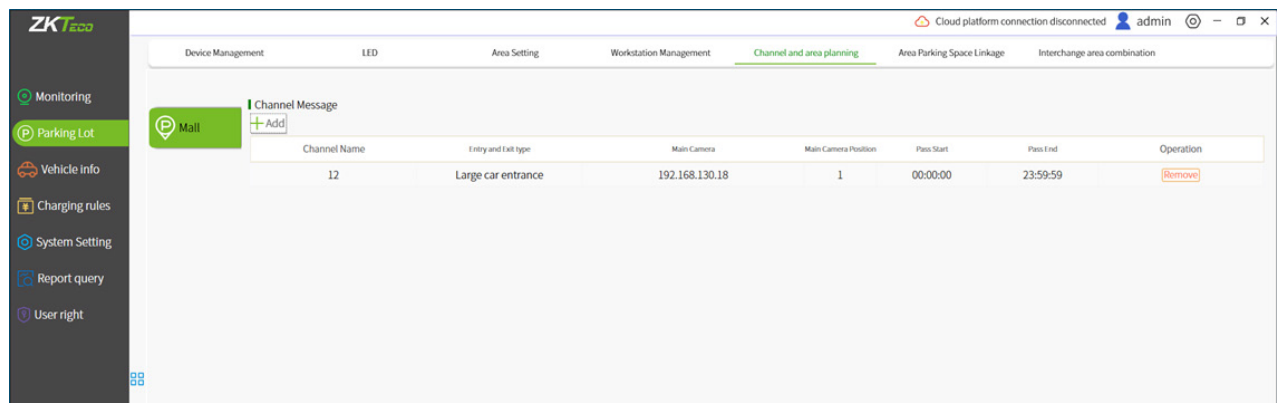 ZKTeco
Cloud platform connection disconnected admin
Device Management LED Area Setting Workstation Management Channel and area planning Area Parking Space Linkage Interchange area combination
Monitoring
Parking Lot
Vehicle info
Charging rules
System Setting
Report query
User right
Mall
Channel Message
Add
Channel Name Entry and Exit type Main Camera Main Camera Position Pass Start Pass End Operation
12 Large car entrance 192.168.130.18 1 00:00:00 23:59:59 Remove